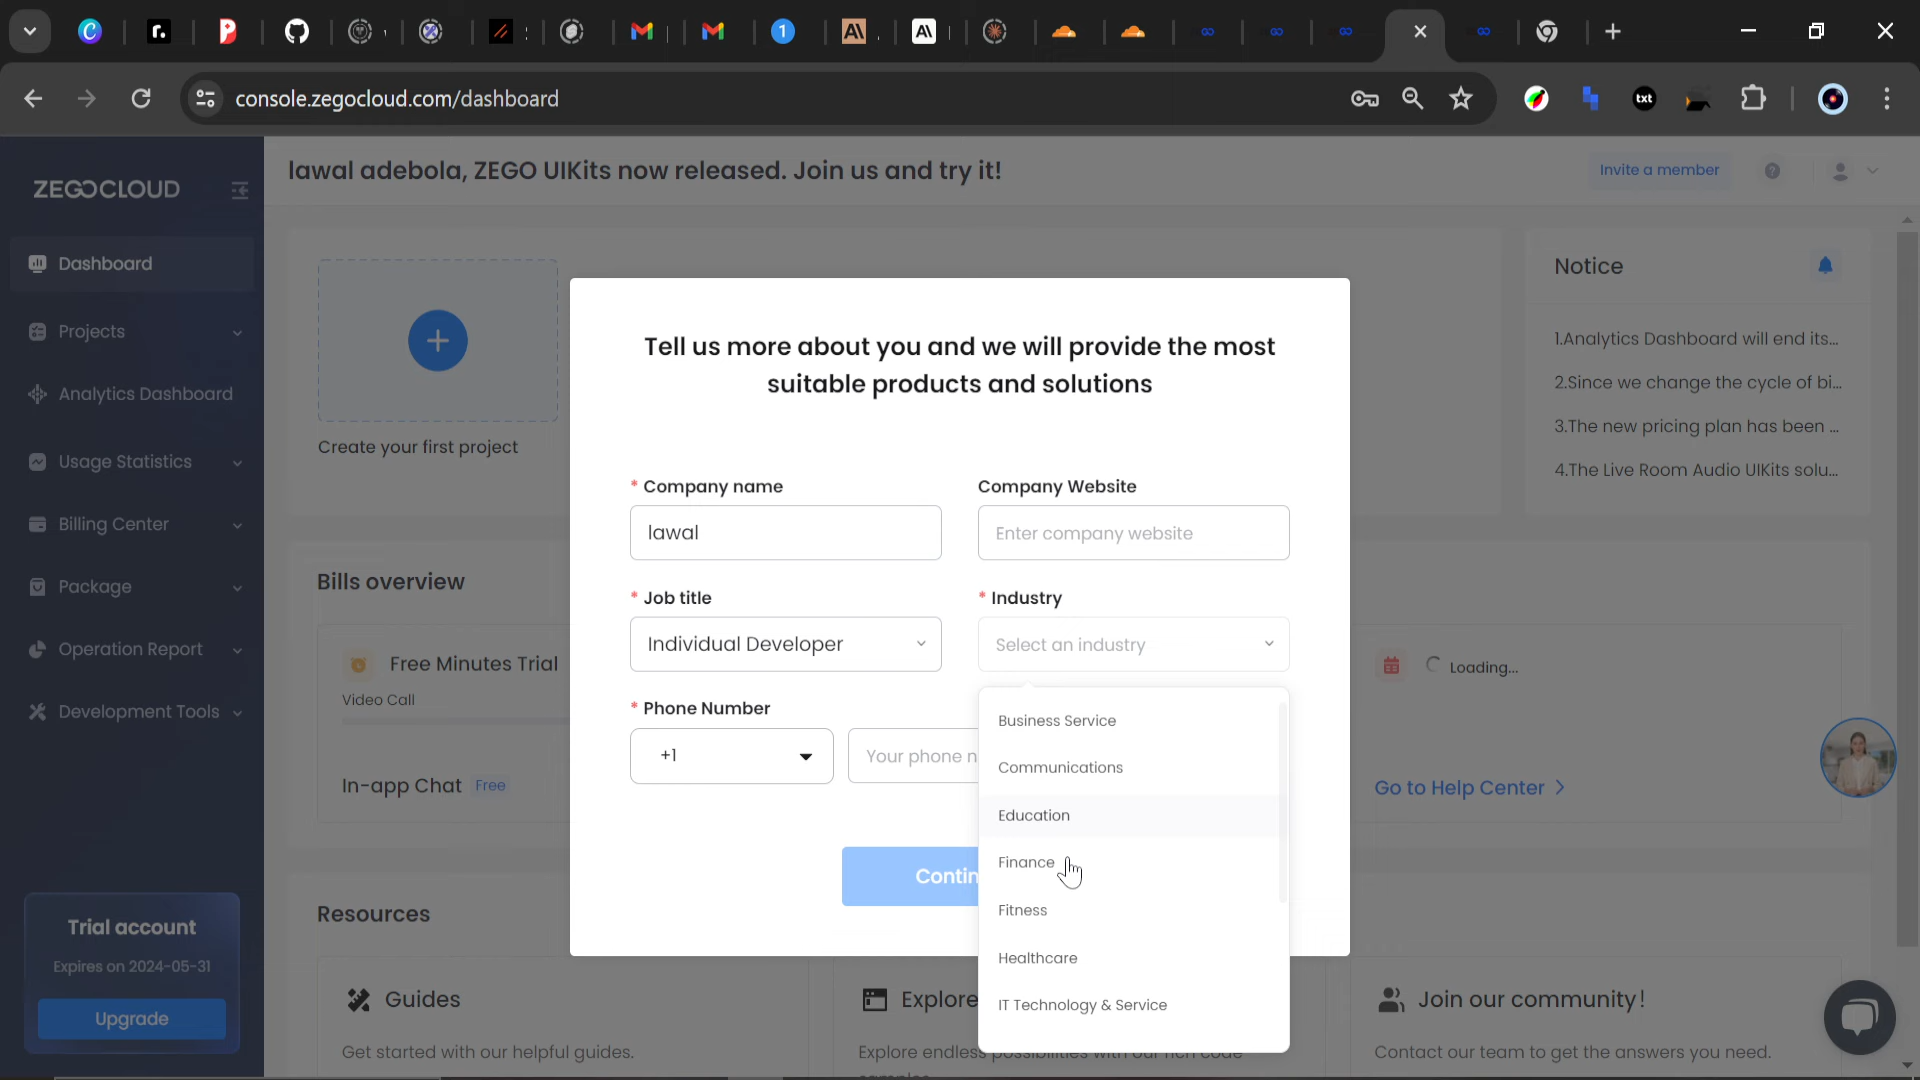 console.zegocloud.com/dashboard
txt
ZEGOCLOUD
lawal adebola, ZEGO UIKits now released. Join us and try it!
Invite a member
Dashboard
Projects
Analytics Dashboard
Usage Statistics
Billing Center
Package
Operation Report
Development Tools
Trial account
Expires on 2024-05-31
Upgrade
Create your first project
Notice
1.Analytics Dashboard will end its...
2.Since we change the cycle of bi...
3.The new pricing plan has been ...
4.The Live Room Audio UIKits solu...
Bills overview
Free Minutes Trial
Video Call
In-app Chat Free
Loading...
Go to Help Center >
Tell us more about you and we will provide the most
suitable products and solutions
* Company name
lawal
Company Website
Enter company website
* Job title
Individual Developer
* Industry
Select an industry
* Phone Number
+1
Your phone n
Contin
Business Service
Communications
Education
Finance
Fitness
Healthcare
IT Technology & Service
Resources
Guides
Get started with our helpful guides.
Explore
Explore endless possibilities with our rich code
Join our community!
Contact our team to get the answers you need.